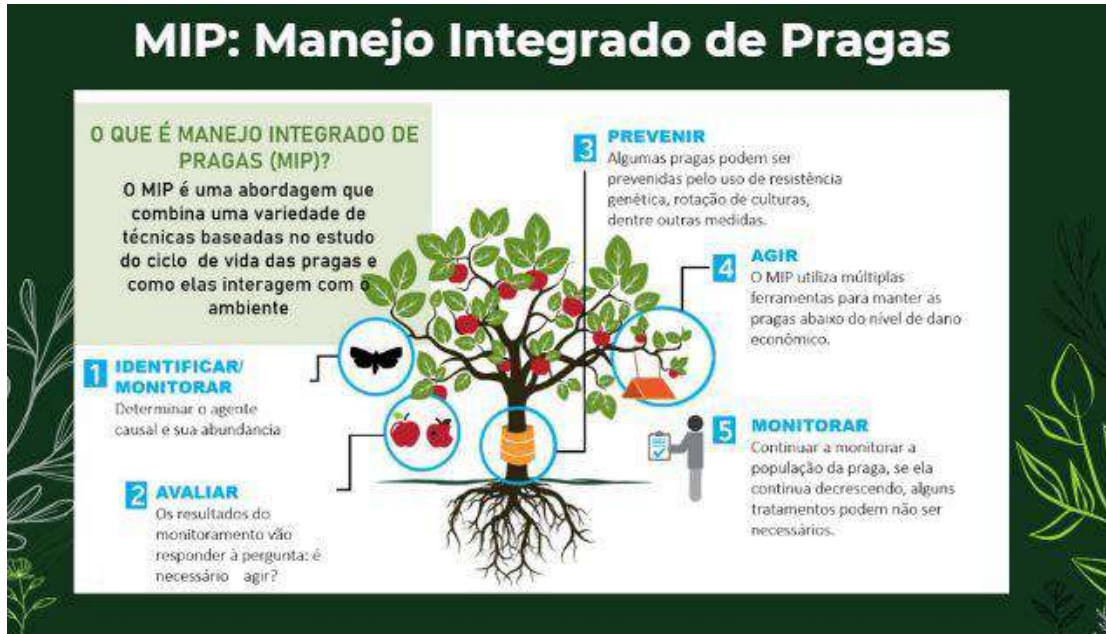 MIP: Manejo Integrado de Pragas
O QUE É MANEJO INTEGRADO DE
PRAGAS (MIP)?
O MIP é uma abordagem que
combina uma variedade de
técnicas baseadas no estudo
do ciclo de vida das pragas e
como elas interagem com o
ambiente
1 IDENTIFICAR/
MONITORAR
Determinar o agente
causal e sua abundancia
2 AVALIAR
Os resultados do
monitoramento vão
responder à pergunta: é
necessário agir?
3 PREVENIR
Algumas pragas podem ser
prevenidas pelo uso de resistência
genética, rotação de culturas,
dentre outras medidas.
4 AGIR
O MIP utiliza múltiplas
ferramentas para manter as
pragas abaixo do nível de dano
econômico.
5 MONITORAR
Continuar a monitorar a
população da praga, se ela
continua decrescendo, alguns
tratamentos podem não ser
necessários.